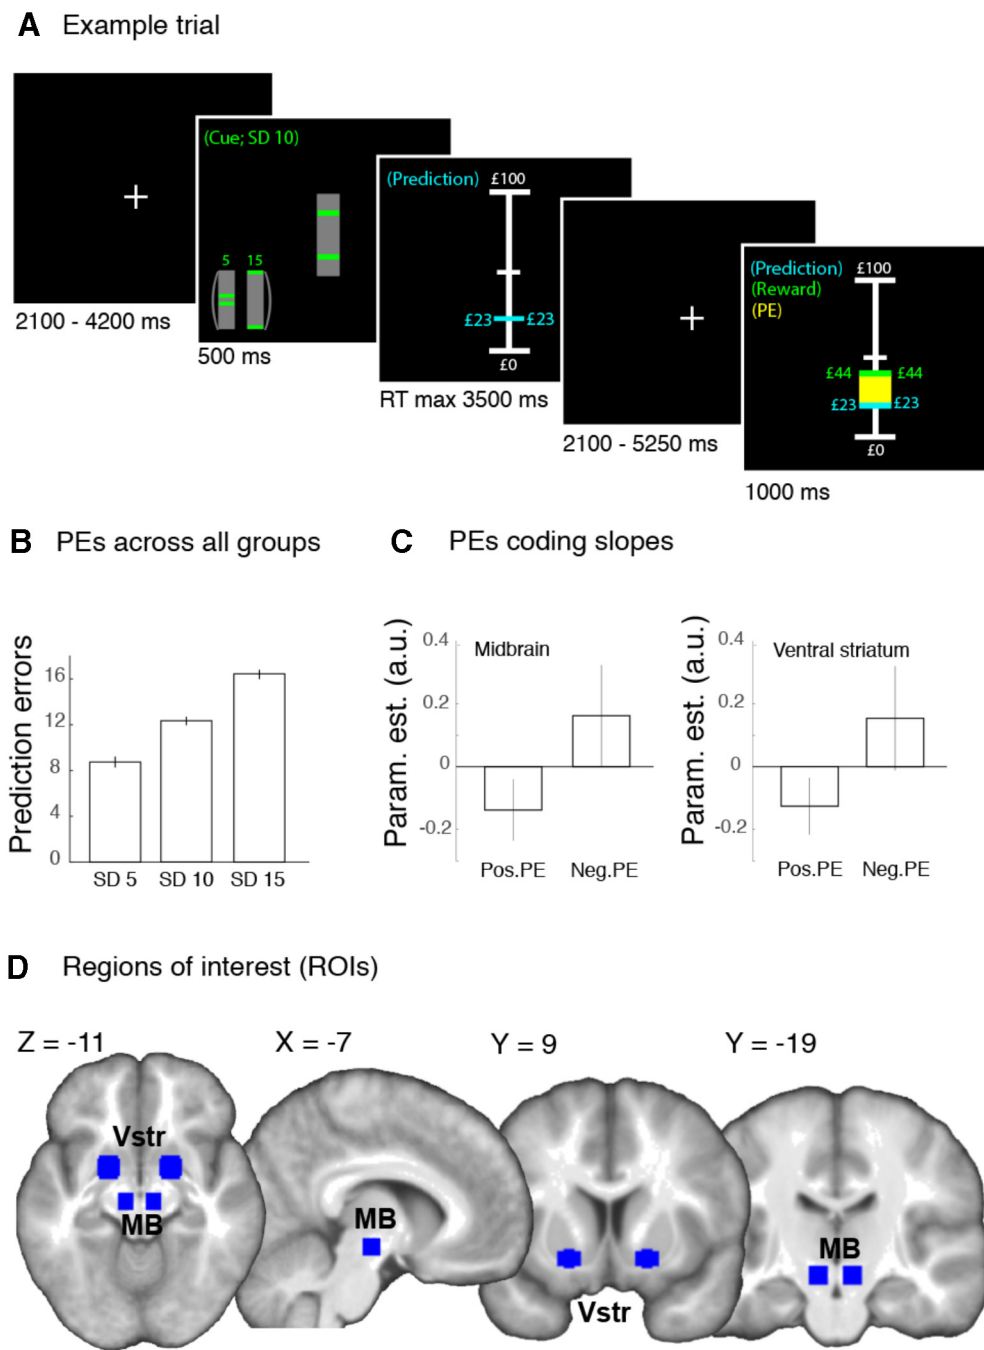 A Example trial
2100 - 4200 ms
(Cue; SD 10)
5 15
500 ms
(Prediction) £100
£23 £23
£0
RT max 3500 ms
2100 - 5250 ms
(Prediction) £100
(Reward)
(PE)
£44 £44
£23 £23
£0
1000 ms
B PEs across all groups
Prediction errors
16
12
8
4
0
SD 5 SD 10 SD 15
C PEs coding slopes
Param. est. (a.u.)
0.4
0.2
0
-0.2
Midbrain
Pos.PE Neg.PE
Param. est. (a.u.)
0.4
0.2
0
-0.2
Ventral striatum
Pos.PE Neg.PE
D Regions of interest (ROIs)
Z = -11 X = -7 Y = 9 Y = -19
Vstr
MB
MB
Vstr
MB